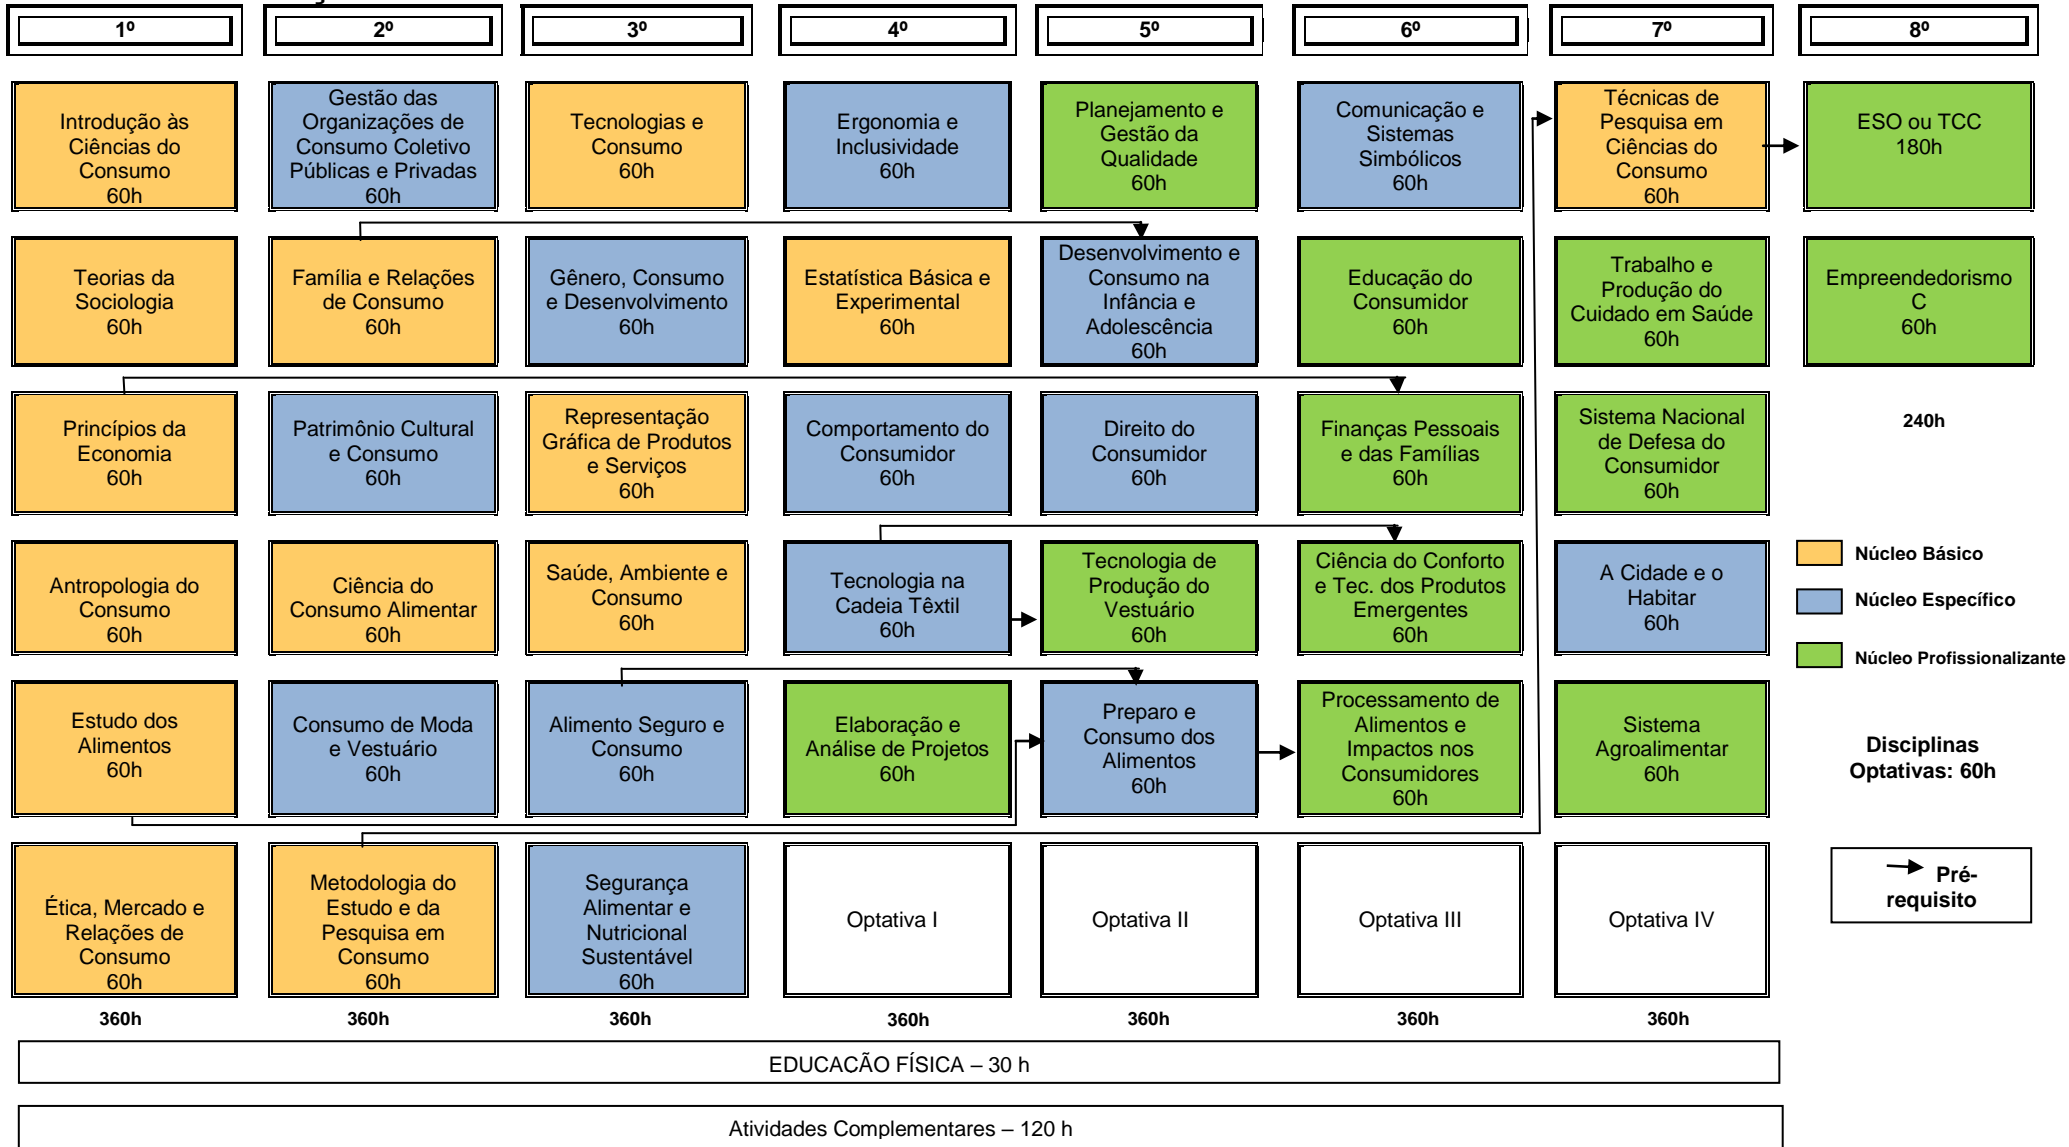 1º
2º
3º
4º
5º
6º
7º
8º
Introdução às
Ciências do
Consumo
60h
Gestão das
Organizações de
Consumo Coletivo
Públicas e Privadas
60h
Tecnologias e
Consumo
60h
Ergonomia e
Inclusividade
60h
Planejamento e
Gestão da
Qualidade
60h
Comunicação e
Sistemas
Simbólicos
60h
Técnicas de
Pesquisa em
Ciências do
Consumo
60h
ESO ou TCC
180h
Teorias da
Sociologia
60h
Família e Relações
de Consumo
60h
Gênero, Consumo
e Desenvolvimento
60h
Estatística Básica e
Experimental
60h
Desenvolvimento e
Consumo na
Infância e
Adolescência
60h
Educação do
Consumidor
60h
Trabalho e
Produção do
Cuidado em Saúde
60h
Empreendedorismo
C
60h
Princípios da
Economia
60h
Patrimônio Cultural
e Consumo
60h
Representação
Gráfica de Produtos
e Serviços
60h
Comportamento do
Consumidor
60h
Direito do
Consumidor
60h
Finanças Pessoais
e das Famílias
60h
Sistema Nacional
de Defesa do
Consumidor
60h
240h
Antropologia do
Consumo
60h
Ciência do
Consumo Alimentar
60h
Saúde, Ambiente e
Consumo
60h
Tecnologia na
Cadeia Têxtil
60h
Tecnologia de
Produção do
Vestuário
60h
Ciência do Conforto
e Tec. dos Produtos
Emergentes
60h
A Cidade e o
Habitar
60h
Núcleo Básico
Núcleo Específico
Núcleo Profissionalizante
Estudo dos
Alimentos
60h
Consumo de Moda
e Vestuário
60h
Alimento Seguro e
Consumo
60h
Elaboração e
Análise de Projetos
60h
Preparo e
Consumo dos
Alimentos
60h
Processamento de
Alimentos e
Impactos nos
Consumidores
60h
Sistema
Agroalimentar
60h
Disciplinas
Optativas: 60h
Ética, Mercado e
Relações de
Consumo
60h
Metodologia do
Estudo e da
Pesquisa em
Consumo
60h
Segurança
Alimentar e
Nutricional
Sustentável
60h
Optativa I
Optativa II
Optativa III
Optativa IV
Pré-
requisito
360h
360h
360h
360h
360h
360h
360h
EDUCACÃO FÍSICA – 30 h
Atividades Complementares – 120 h